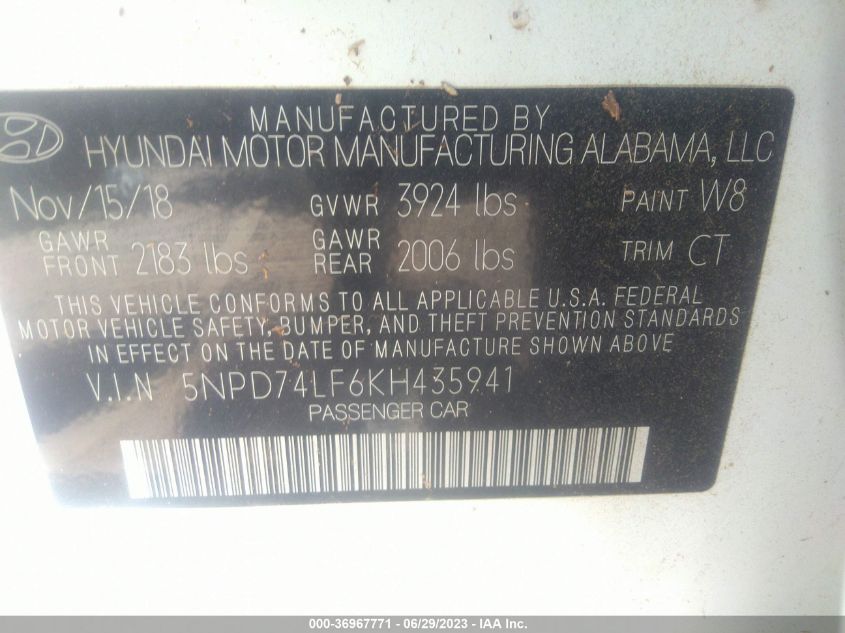 MANUFACTURED BY
HYUNDAI MOTOR MANUFACTURING ALABAMA, LLC
Nov/15/18 GVWR 3924 lbs PAINT W8
GAWR FRONT 2183 lbs GAWR REAR 2006 lbs TRIM CT
THIS VEHICLE CONFORMS TO ALL APPLICABLE U.S.A. FEDERAL
MOTOR VEHICLE SAFETY, BUMPER, AND THEFT PREVENTION STANDARDS
IN EFFECT ON THE DATE OF MANUFACTURE SHOWN ABOVE
V.I.N 5NPD74LF6KH435941
PASSENGER CAR
000-36967771 - 06/29/2023 - IAA Inc.